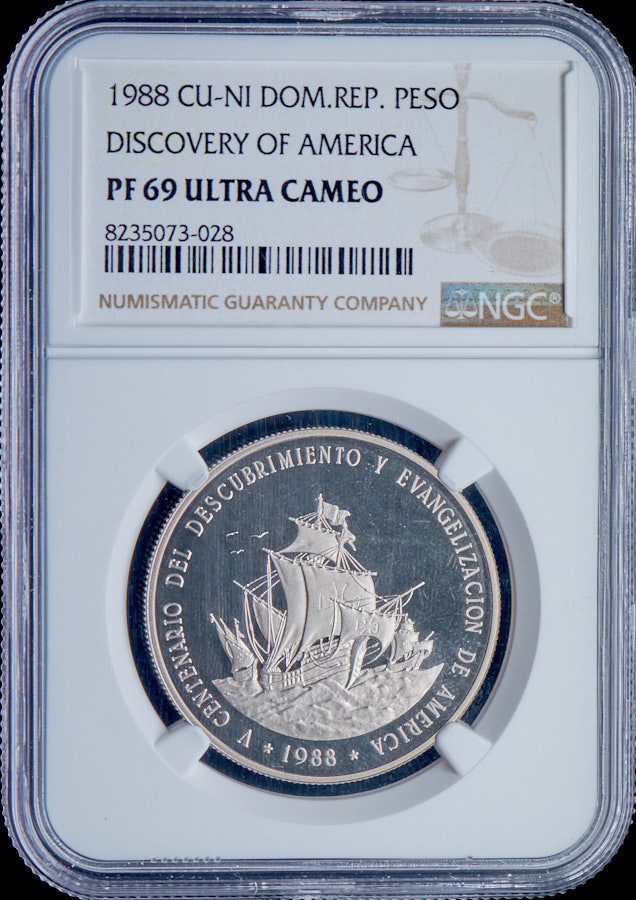 1988 CU-NI DOM.REP. PESO
DISCOVERY OF AMERICA
PF 69 ULTRA CAMEO
8235073-028
NUMISMATIC GUARANTY COMPANY
NGC®
V CENTENARIO DEL DESCUBRIMIENTO Y EVANGELIZACION DE AMERICA
* 1988 *